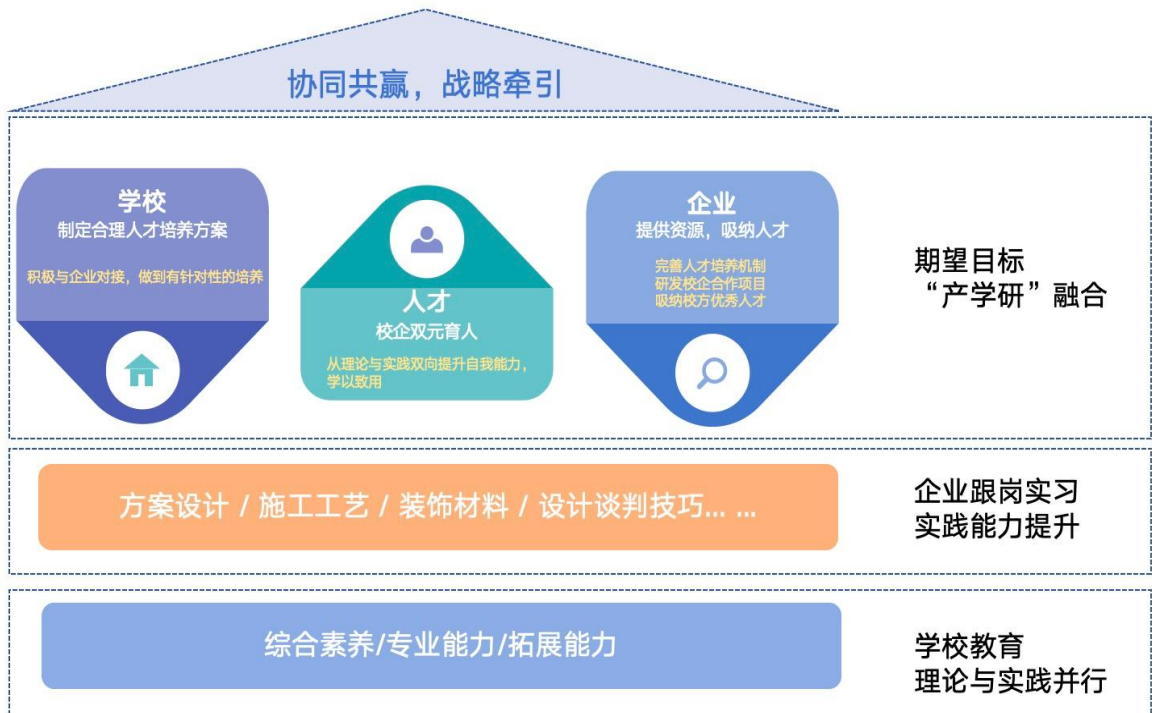 协同共赢，战略牵引
学校
制定合理人才培养方案
积极与企业对接，做到有针对性的培养
人才
校企双元育人
从理论与实践双向提升自我能力，
学以致用
企业
提供资源，吸纳人才
完善人才培养机制
研发校企合作项目
吸纳校方优秀人才
期望目标
“产学研”融合
方案设计 / 施工工艺 / 装饰材料 / 设计谈判技巧... ...
企业跟岗实习
实践能力提升
综合素养/专业能力/拓展能力
学校教育
理论与实践并行